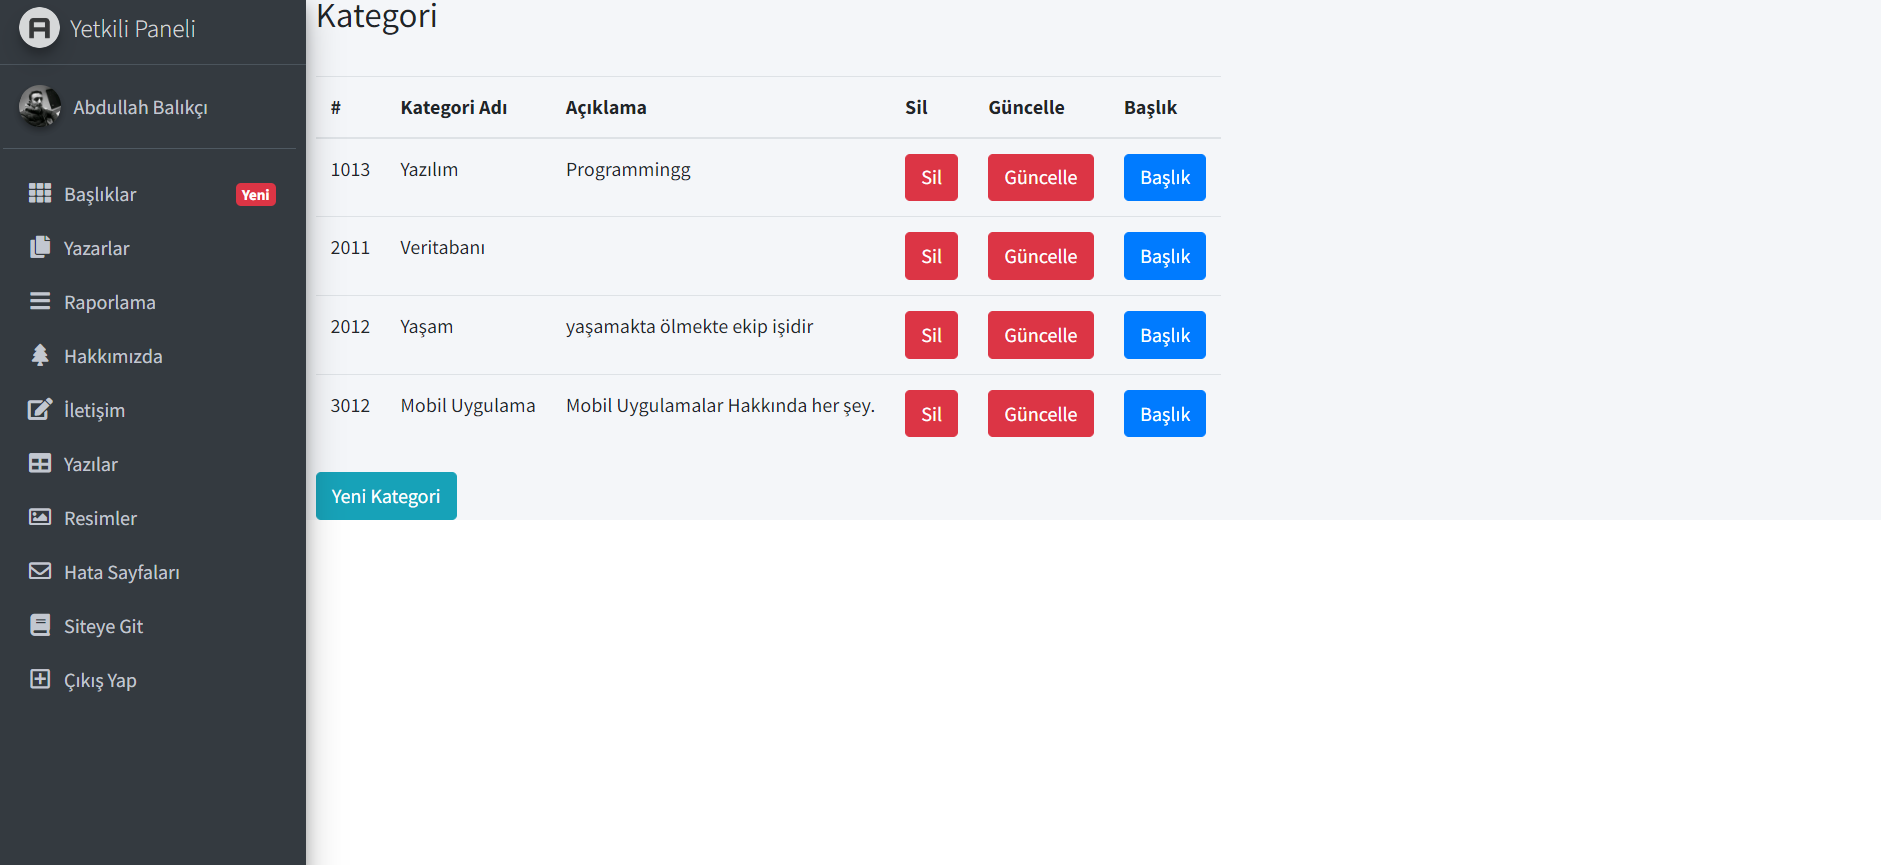 Yetkili Paneli
Abdullah Balıkçı
Başlıklar Yeni
Yazarlar
Raporlama
Hakkımızda
İletişim
Yazılar
Resimler
Hata Sayfaları
Siteye Git
Çıkış Yap
Kategori
# Kategori Adı Açıklama Sil Güncelle Başlık
1013 Yazılım Programmingg Sil Güncelle Başlık
2011 Veritabanı Sil Güncelle Başlık
2012 Yaşam yaşamakta ölmekte ekip işidir Sil Güncelle Başlık
3012 Mobil Uygulama Mobil Uygulamalar Hakkında her şey. Sil Güncelle Başlık
Yeni Kategori